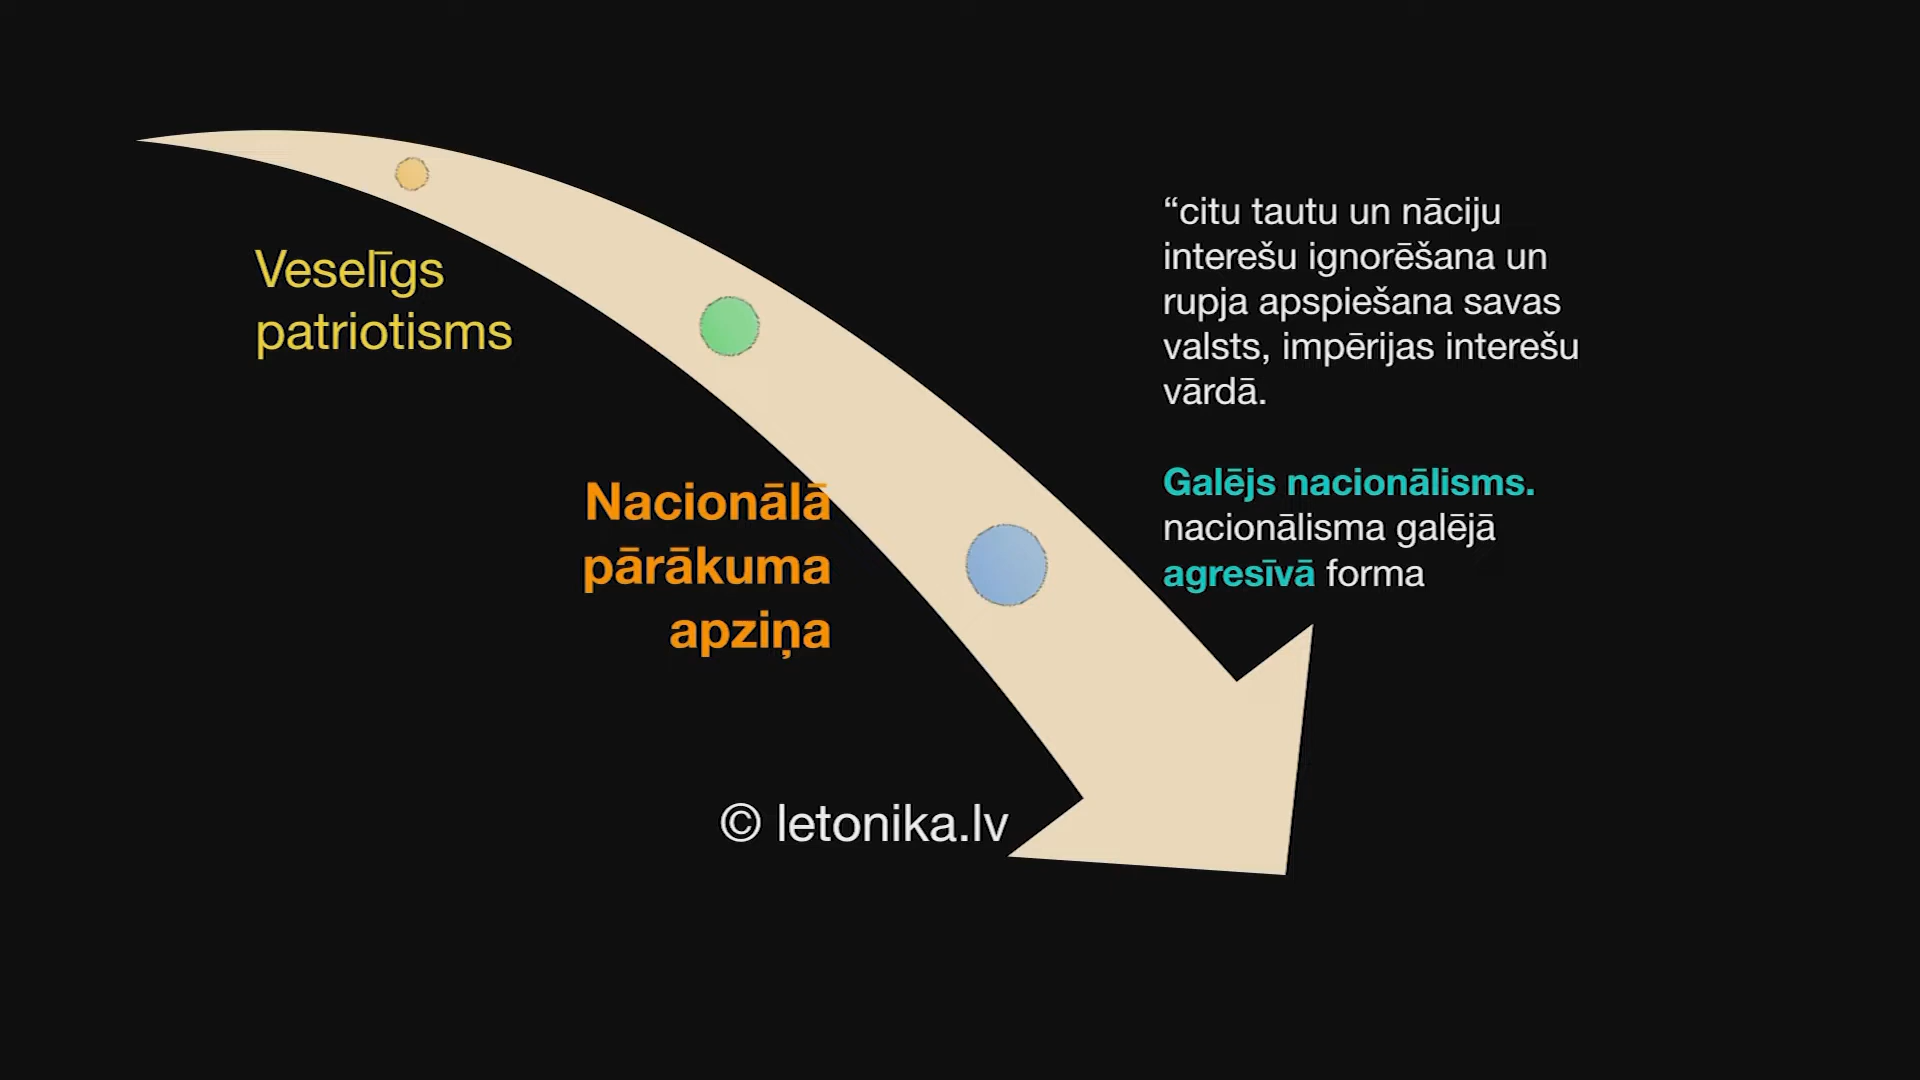 Veselīgs
patriotisms
Nacionālā
pārākuma
apziņa
“citu tautu un nāciju
interešu ignorēšana un
rupja apspiešana savas
valsts, impērijas interešu
vārdā.
Galējs nacionālisms.
nacionālisma galējā
agresīvā forma
© letonika.lv